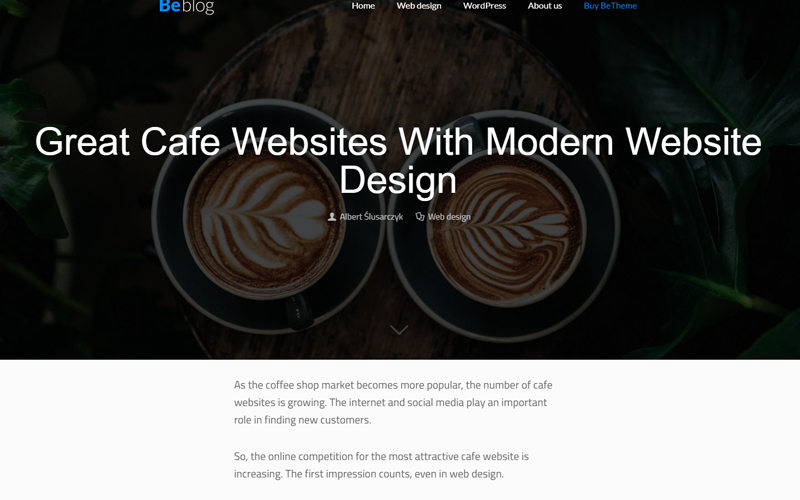 Beblog
Home
Web design
WordPress
About us
Buy BeTheme
Great Cafe Websites With Modern Website
Design
Albert Ślusarczyk
Web design
As the coffee shop market becomes more popular, the number of cafe
websites is growing. The internet and social media play an important
role in finding new customers.
So, the online competition for the most attractive cafe website is
increasing. The first impression counts, even in web design.